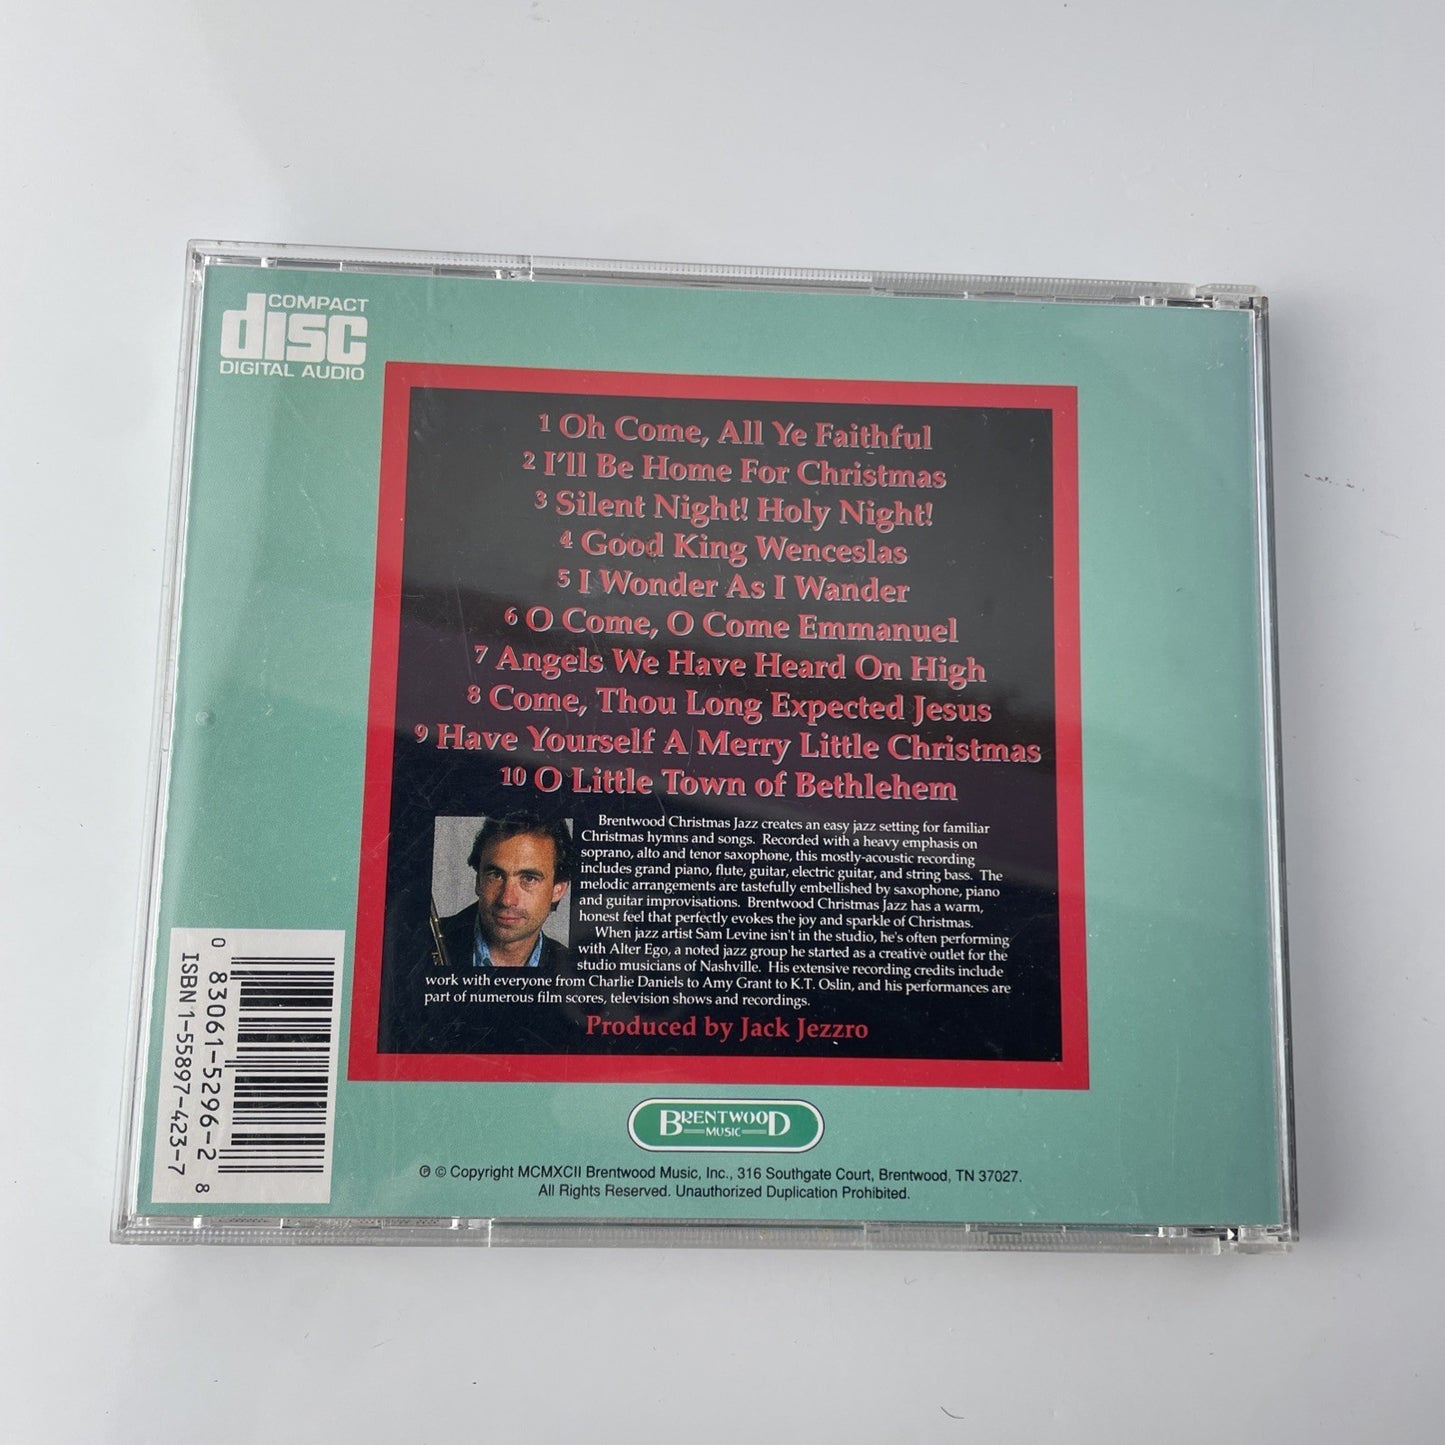 COMPACT
disc
DIGITAL AUDIO
1 Oh Come, All Ye Faithful
2 I'll Be Home For Christmas
3 Silent Night! Holy Night!
4 Good King Wenceslas
5 I Wonder As I Wander
6 O Come, O Come Emmanuel
7 Angels We Have Heard On High
8 Come, Thou Long Expected Jesus
9 Have Yourself A Merry Little Christmas
10 O Little Town of Bethlehem
Brentwood Christmas Jazz creates an easy jazz setting for familiar
Christmas hymns and songs. Recorded with a heavy emphasis on
soprano, alto and tenor saxophone, this mostly-acoustic recording
includes grand piano, flute, guitar, electric guitar, and string bass. The
melodic arrangements are tastefully embellished by saxophone, piano
and guitar improvisations. Brentwood Christmas Jazz has a warm,
honest feel that perfectly evokes the joy and sparkle of Christmas.
When jazz artist Sam Levine isn't in the studio, he's often performing
with Alter Ego, a noted jazz group he started as a creative outlet for the
studio musicians of Nashville. His extensive recording credits include
work with everyone from Charlie Daniels to Amy Grant to K.T. Oslin, and his performances are
part of numerous film scores, television shows and recordings.
Produced by Jack Jezzro
0 83061-5296-2 8
ISBN 1-55897-423-7
BRENTWOOD
MUSIC
℗ © Copyright MCMXCII Brentwood Music, Inc., 316 Southgate Court, Brentwood, TN 37027.
All Rights Reserved. Unauthorized Duplication Prohibited.